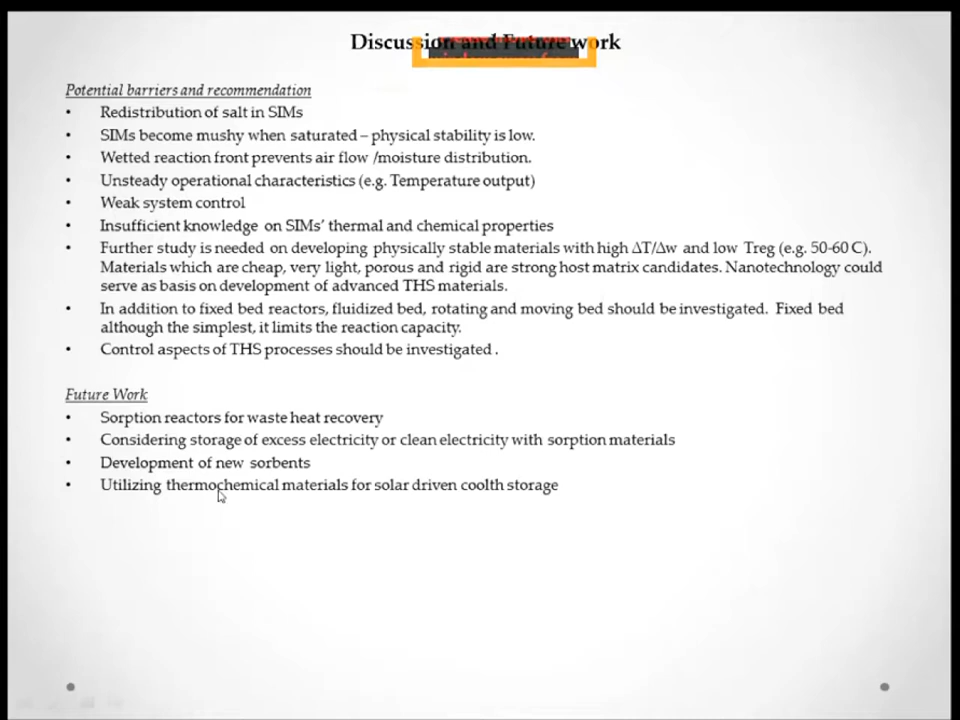 Discussion and Future work
Potential barriers and recommendation
• Redistribution of salt in SIMs
• SIMs become mushy when saturated – physical stability is low.
• Wetted reaction front prevents air flow /moisture distribution.
• Unsteady operational characteristics (e.g. Temperature output)
• Weak system control
• Insufficient knowledge on SIMs' thermal and chemical properties
• Further study is needed on developing physically stable materials with high ΔT/Δw and low Treg (e.g. 50-60 C).
Materials which are cheap, very light, porous and rigid are strong host matrix candidates. Nanotechnology could
serve as basis on development of advanced THS materials.
• In addition to fixed bed reactors, fluidized bed, rotating and moving bed should be investigated. Fixed bed
although the simplest, it limits the reaction capacity.
• Control aspects of THS processes should be investigated .
Future Work
• Sorption reactors for waste heat recovery
• Considering storage of excess electricity or clean electricity with sorption materials
• Development of new sorbents
• Utilizing thermochemical materials for solar driven coolth storage